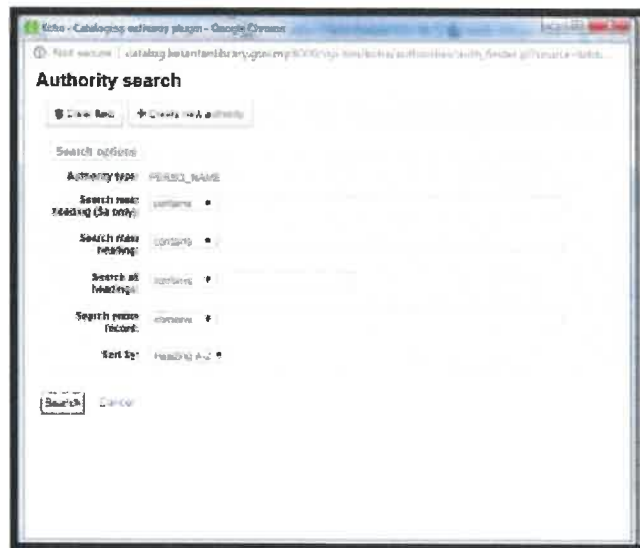 Koha - Cataloging authority plugin - Google Chrome
Not secure
Authority search
Clear field + Create new authority
Search options
Authority type: PERSO_NAME
Search main heading ($a only): contains
Search main heading: contains
Search all headings: contains
Search entire record: contains
Sort by: Heading A-Z
Search Cancel